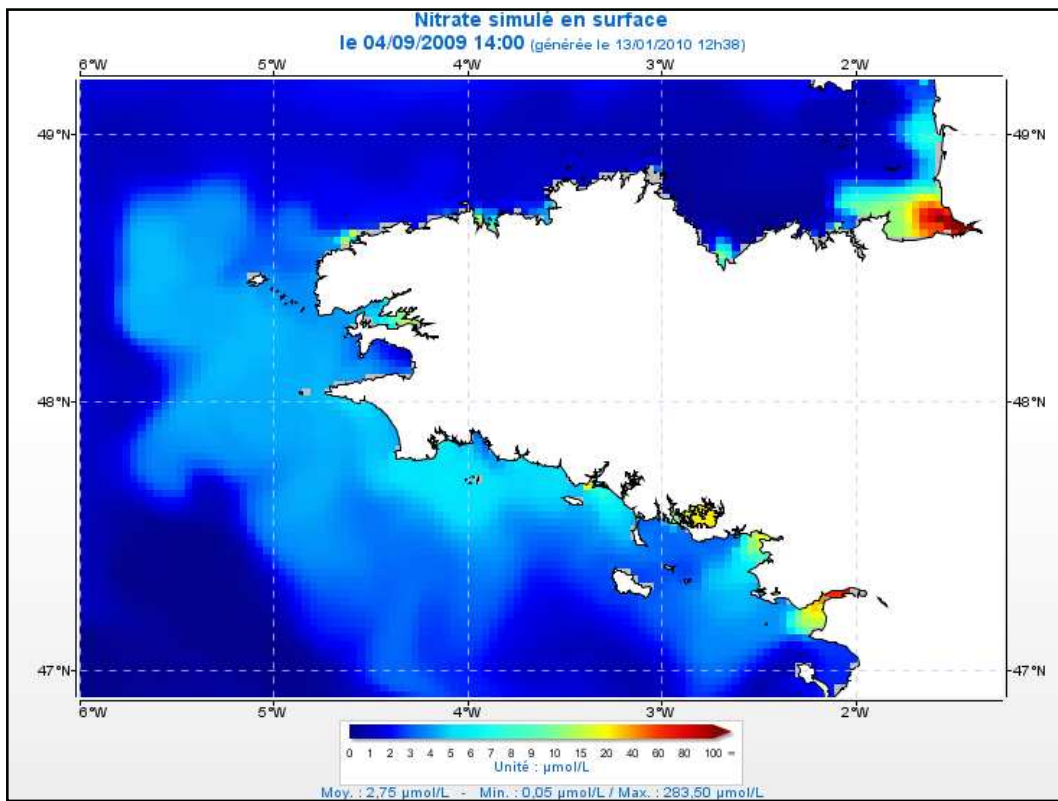 Nitrate simulé en surface
le 04/09/2009 14:00 (générée le 13/01/2010 12h38)
6°W 5°W 4°W 3°W 2°W
49°N 49°N
48°N 48°N
47°N 47°N
6°W 5°W 4°W 3°W 2°W
0 1 2 3 4 5 6 7 8 9 10 15 20 40 60 80 100 ∞
Unité : µmol/L
Moy. : 2,75 µmol/L - Min. : 0,05 µmol/L / Max. : 283,50 µmol/L